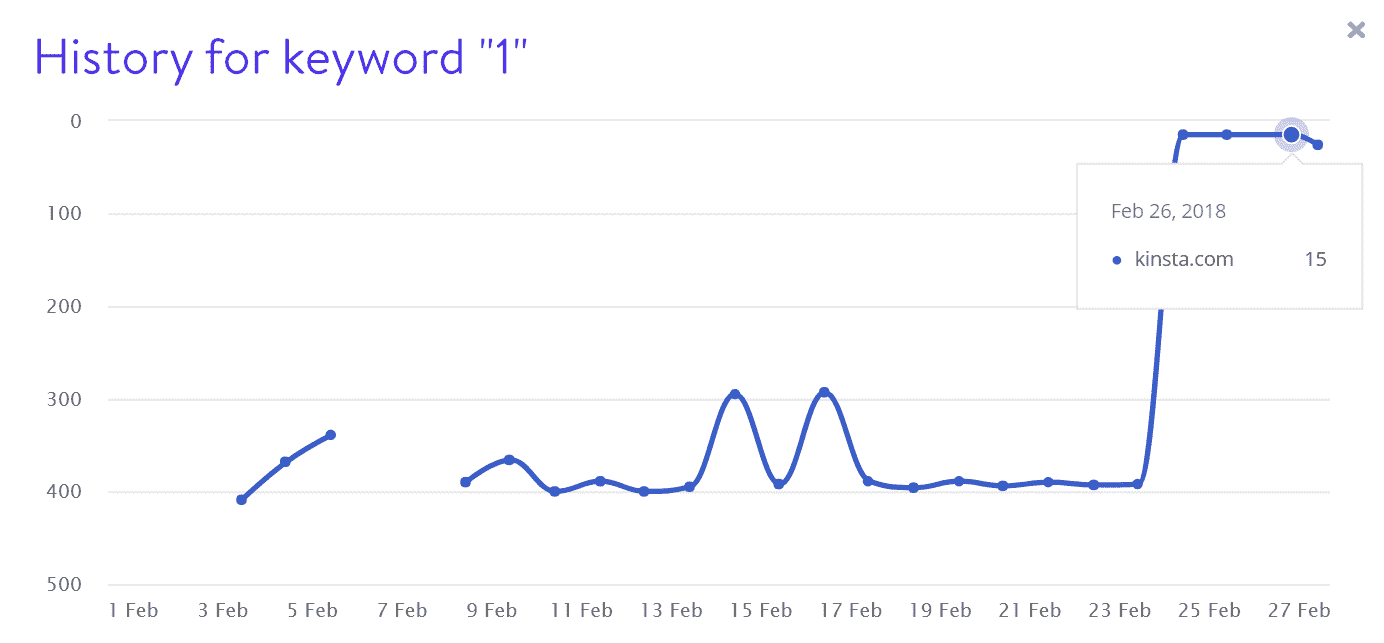 History for keyword "1"
0
100
200
300
400
500
Feb 26, 2018
kinsta.com 15
1 Feb 3 Feb 5 Feb 7 Feb 9 Feb 11 Feb 13 Feb 15 Feb 17 Feb 19 Feb 21 Feb 23 Feb 25 Feb 27 Feb